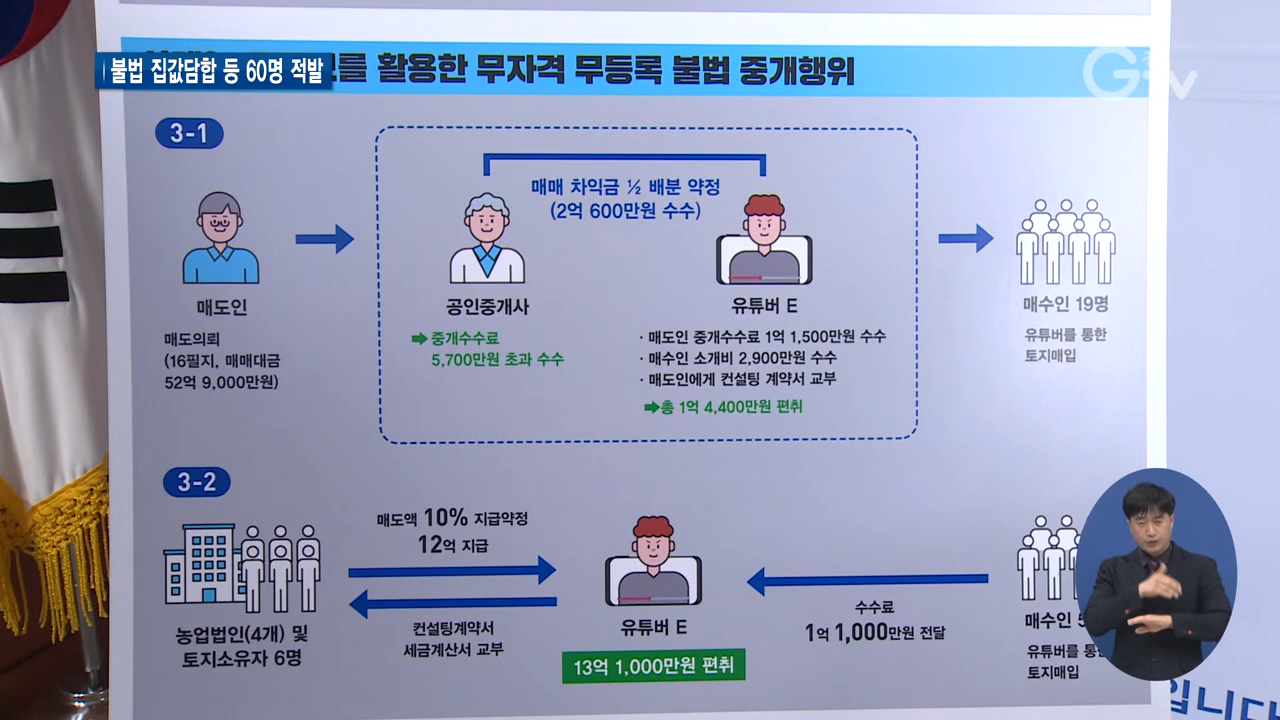 불법 집값담합 등 60명 적발
를 활용한 무자격 무등록 불법 중개행위
GTV
3-1
매매 차익금 ½ 배분 약정
(2억 600만원 수수)
매도인
매도의뢰
(16필지, 매매대금
52억 9,000만원)
공인중개사
➡ 중개수수료
5,700만원 초과 수수
유튜버 E
· 매도인 중개수수료 1억 1,500만원 수수
· 매수인 소개비 2,900만원 수수
· 매도인에게 컨설팅 계약서 교부
➡총 1억 4,400만원 편취
매수인 19명
유튜버를 통한
토지매입
3-2
매도액 10% 지급약정
12억 지급
농업법인(4개) 및
토지소유자 6명
컨설팅계약서
세금계산서 교부
유튜버 E
13억 1,000만원 편취
수수료
1억 1,000만원 전달
매수인
유튜버를 통한
토지매입
입니다